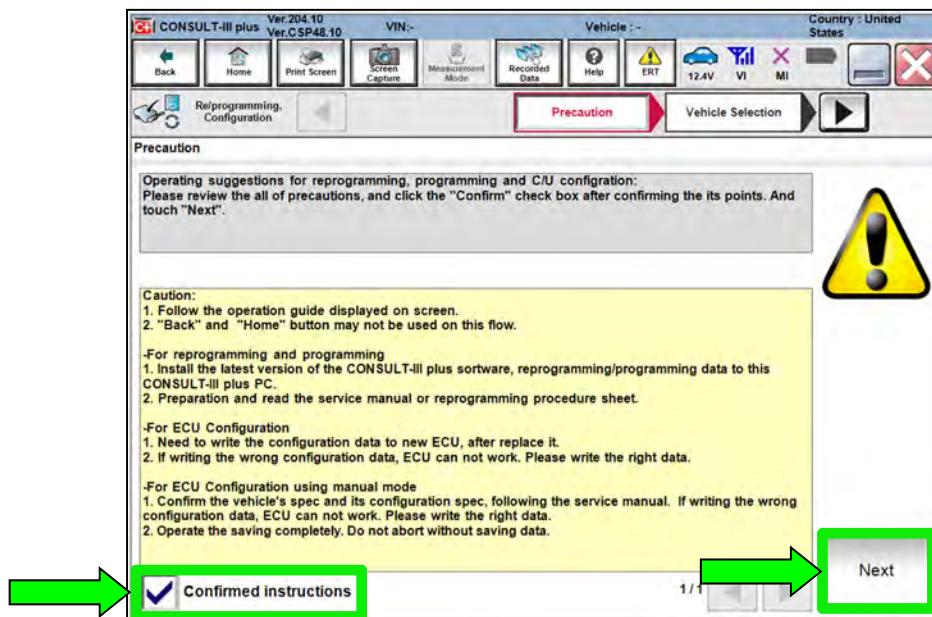 CONSULT-III plus Ver.204.10 VIN:- Vehicle : - Country : United
Ver.CSP48.10 States
Back Home Print Screen Screen Capture Measurement Mode Recorded Data Help ERT 12.4V VI MI
Re/programming,
Configuration
Precaution Vehicle Selection
Precaution
Operating suggestions for reprogramming, programming and C/U configration:
Please review the all of precautions, and click the "Confirm" check box after confirming the its points. And
touch "Next".
Caution:
1. Follow the operation guide displayed on screen.
2. "Back" and "Home" button may not be used on this flow.
-For reprogramming and programming
1. Install the latest version of the CONSULT-III plus sortware, reprogramming/programming data to this
CONSULT-III plus PC.
2. Preparation and read the service manual or reprogramming procedure sheet.
-For ECU Configuration
1. Need to write the configuration data to new ECU, after replace it.
2. If writing the wrong configuration data, ECU can not work. Please write the right data.
-For ECU Configuration using manual mode
1. Confirm the vehicle's spec and its configuration spec, following the service manual. If writing the wrong
configuration data, ECU can not work. Please write the right data.
2. Operate the saving completely. Do not abort without saving data.
Next
Confirmed instructions
1/1